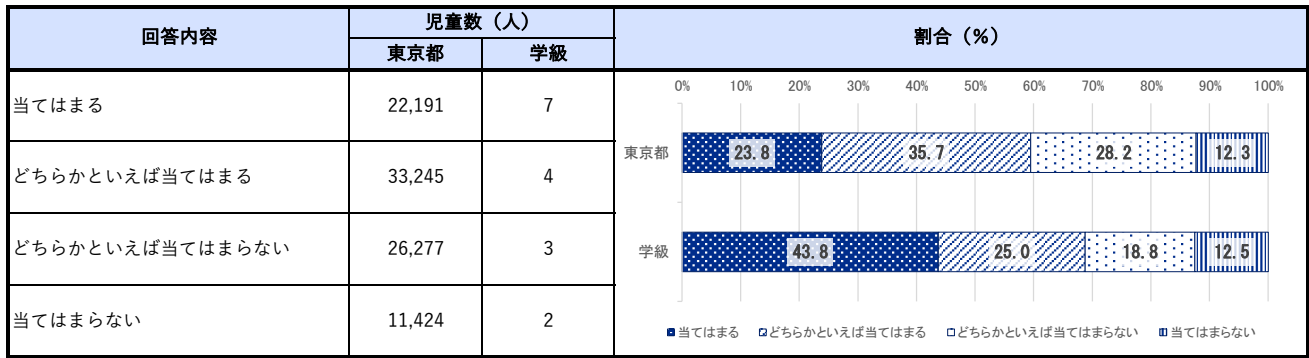 回答内容 児童数（人） 割合（%）
東京都 学級
当てはまる 22,191 7
どちらかといえば当てはまる 33,245 4
どちらかといえば当てはまらない 26,277 3
当てはまらない 11,424 2
0% 10% 20% 30% 40% 50% 60% 70% 80% 90% 100%
東京都 23.8 35.7 28.2 12.3
学級 43.8 25.0 18.8 12.5
当てはまる どちらかといえば当てはまる どちらかといえば当てはまらない 当てはまらない